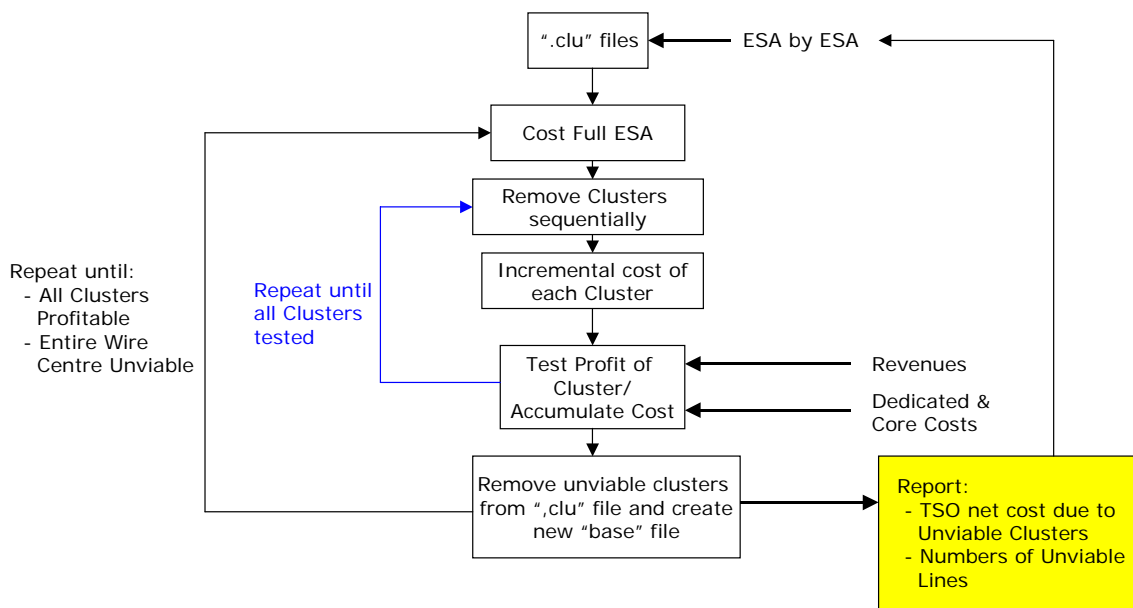 “.clu” files
ESA by ESA
Cost Full ESA
Remove Clusters
sequentially
Incremental cost of
each Cluster
Repeat until:
- All Clusters
Profitable
- Entire Wire
Centre Unviable
Repeat until
all Clusters
tested
Test Profit of
Cluster/
Accumulate Cost
Revenues
Dedicated &
Core Costs
Remove unviable clusters
from “,clu” file and create
new “base” file
Report:
- TSO net cost due to
Unviable Clusters
- Numbers of Unviable
Lines